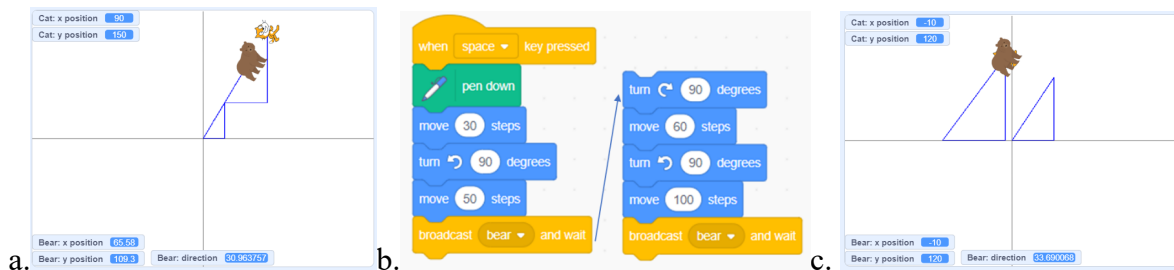 Cat: x position 90
Cat: y position 150
Bear: x position 65.58
Bear: y position 109.3
Bear: direction 30.963757
a.
when space key pressed
pen down
move 30 steps
turn 90 degrees
move 50 steps
broadcast bear and wait
turn 90 degrees
move 60 steps
turn 90 degrees
move 100 steps
broadcast bear and wait
b.
Cat: x position -10
Cat: y position 120
Bear: x position -10
Bear: y position 120
Bear: direction 33.690068
c.